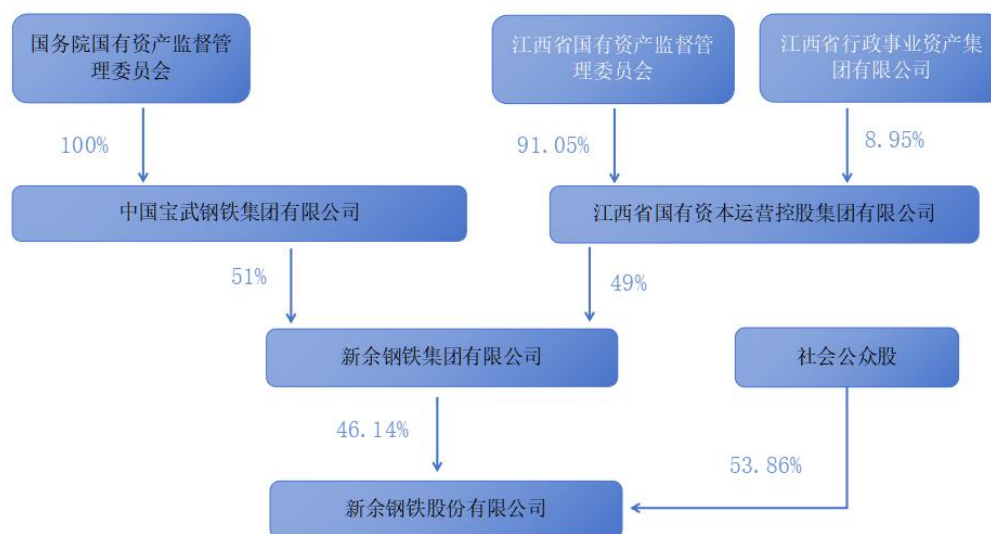 国务院国有资产监督管
理委员会
江西省国有资产监督管
理委员会
江西省行政事业资产集
团有限公司
100%
91.05%
8.95%
中国宝武钢铁集团有限公司
江西省国有资本运营控股集团有限公司
51%
49%
新余钢铁集团有限公司
社会公众股
46.14%
53.86%
新余钢铁股份有限公司